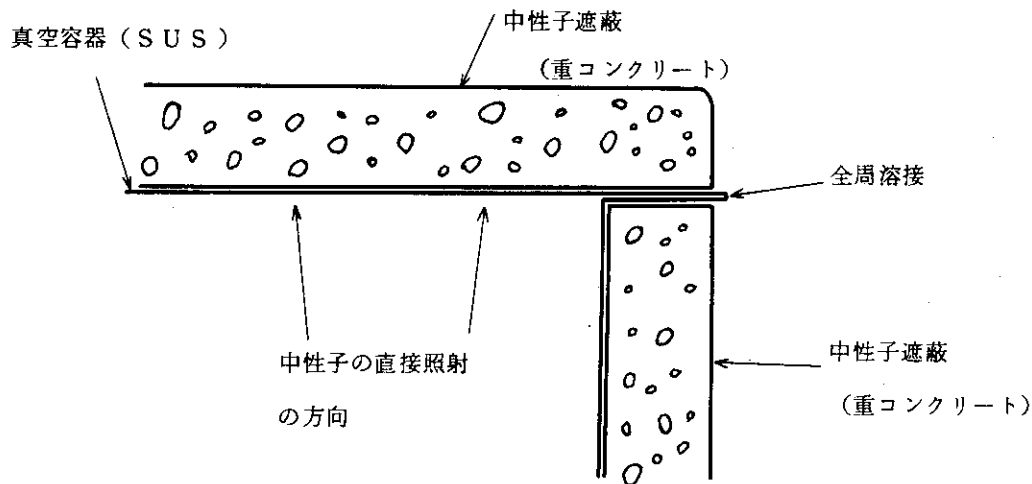 中性子遮蔽
(重コンクリート)
真空容器(SUS)
全周溶接
中性子の直接照射
の方向
中性子遮蔽
(重コンクリート)